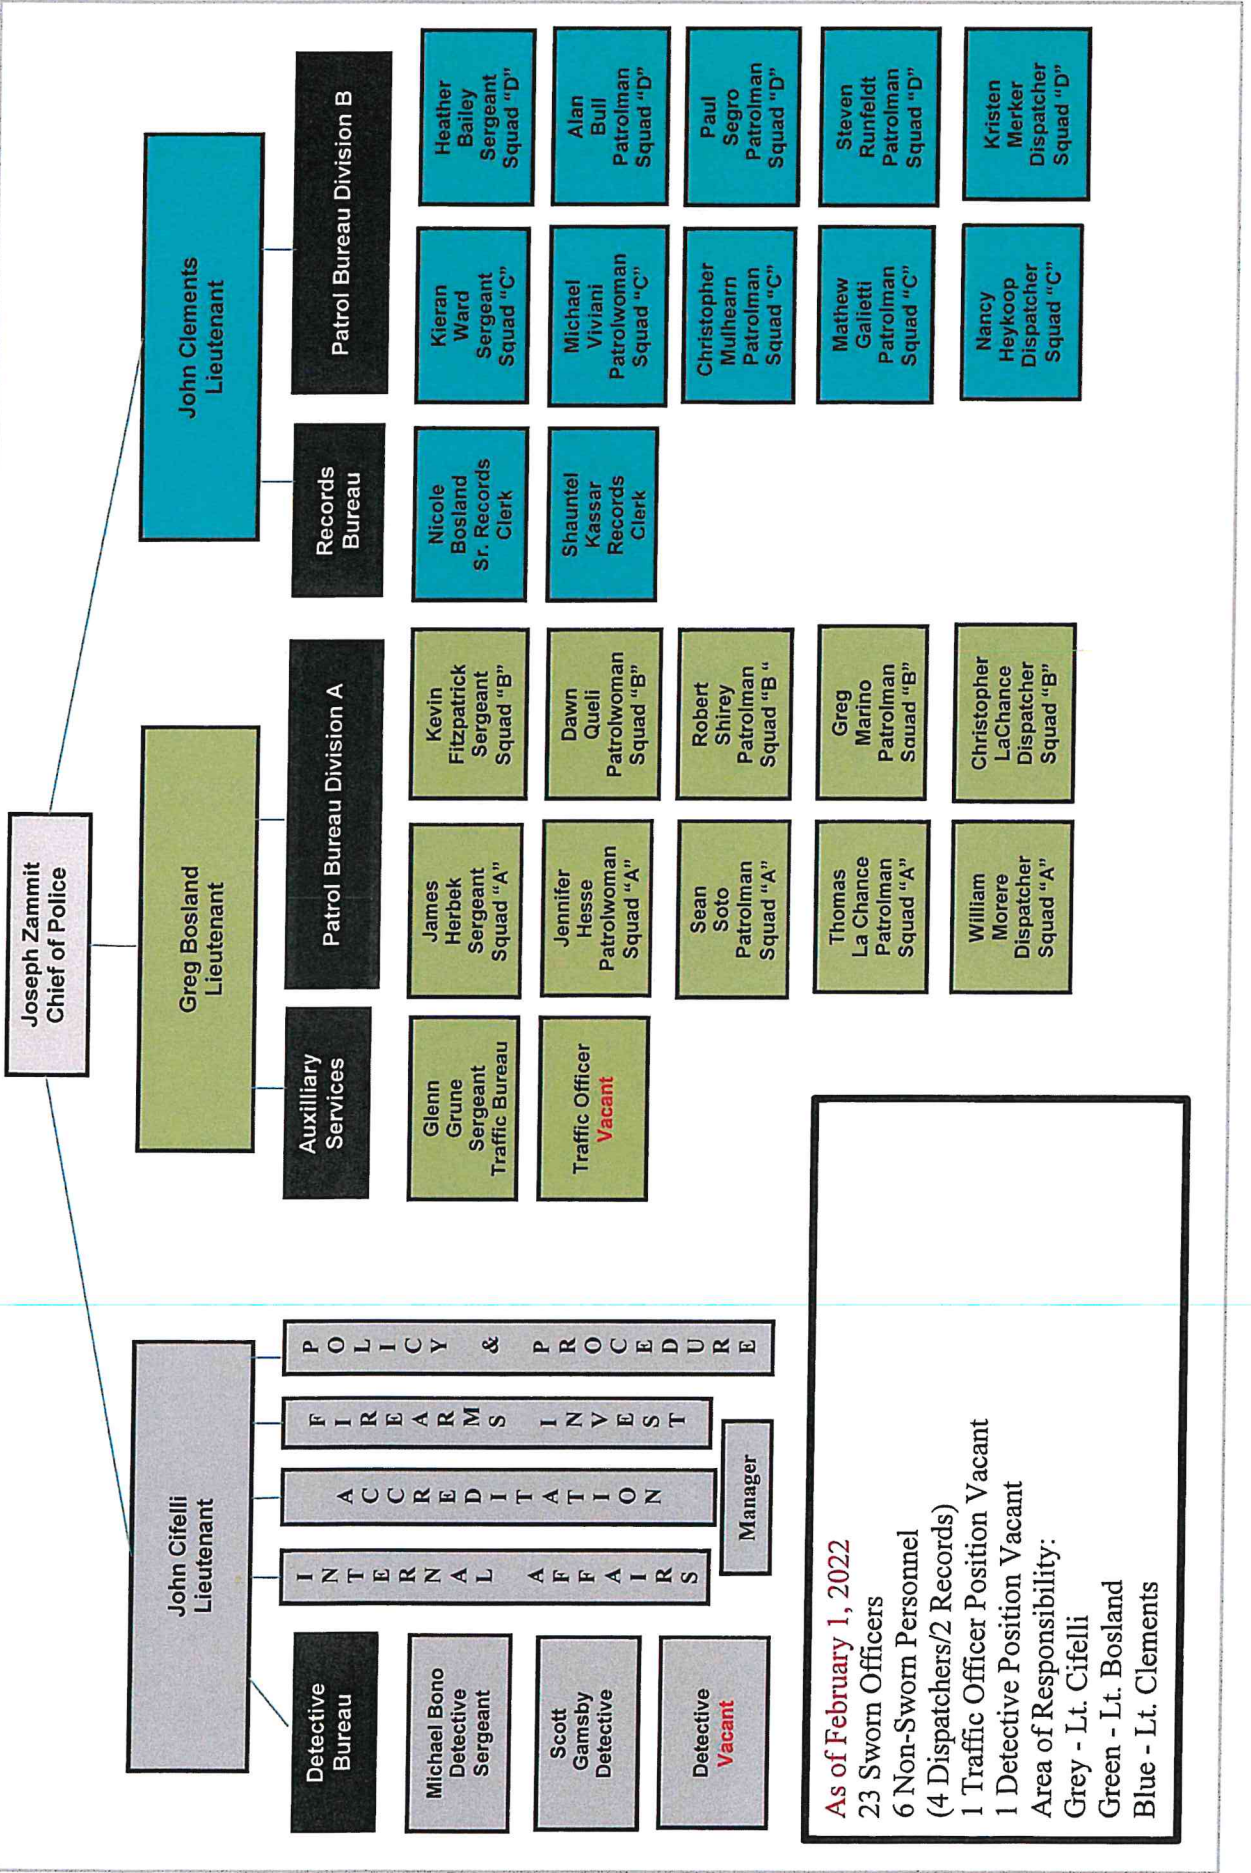 Joseph Zammit
Chief of Police
John Cifelli
Lieutenant
Greg Bosland
Lieutenant
John Clements
Lieutenant
Detective
Bureau
INTERNAL AFFAIRS
ACCREDITATION
FIREARMS INVEST
POLICY & PROCEDURE
Manager
Michael Bono
Detective
Sergeant
Scott
Gamsby
Detective
Detective
Vacant
Auxilliary
Services
Glenn
Grune
Sergeant
Traffic Bureau
Traffic Officer
Vacant
Patrol Bureau Division A
James
Herbek
Sergeant
Squad “A”
Jennifer
Hesse
Patrolwoman
Squad “A”
Sean
Soto
Patrolman
Squad “A”
Thomas
La Chance
Patrolman
Squad “A”
William
Morere
Dispatcher
Squad “A”
Kevin
Fitzpatrick
Sergeant
Squad “B”
Dawn
Queli
Patrolwoman
Squad “B”
Robert
Shirey
Patrolman
Squad “B “
Greg
Marino
Patrolman
Squad “B”
Christopher
LaChance
Dispatcher
Squad “B”
Records
Bureau
Nicole
Bosland
Sr. Records
Clerk
Shauntel
Kassar
Records
Clerk
Patrol Bureau Division B
Kieran
Ward
Sergeant
Squad “C”
Michael
Viviani
Patrolwoman
Squad “C”
Christopher
Mulhearn
Patrolman
Squad “C”
Mathew
Galietti
Patrolman
Squad “C”
Nancy
Heykoop
Dispatcher
Squad “C”
Heather
Bailey
Sergeant
Squad “D”
Alan
Bull
Patrolman
Squad “D”
Paul
Segro
Patrolman
Squad “D”
Steven
Runfeldt
Patrolman
Squad “D”
Kristen
Merker
Dispatcher
Squad “D”
As of February 1, 2022
23 Sworn Officers
6 Non-Sworn Personnel
(4 Dispatchers/2 Records)
1 Traffic Officer Position Vacant
1 Detective Position Vacant
Area of Responsibility:
Grey - Lt. Cifelli
Green - Lt. Bosland
Blue - Lt. Clements